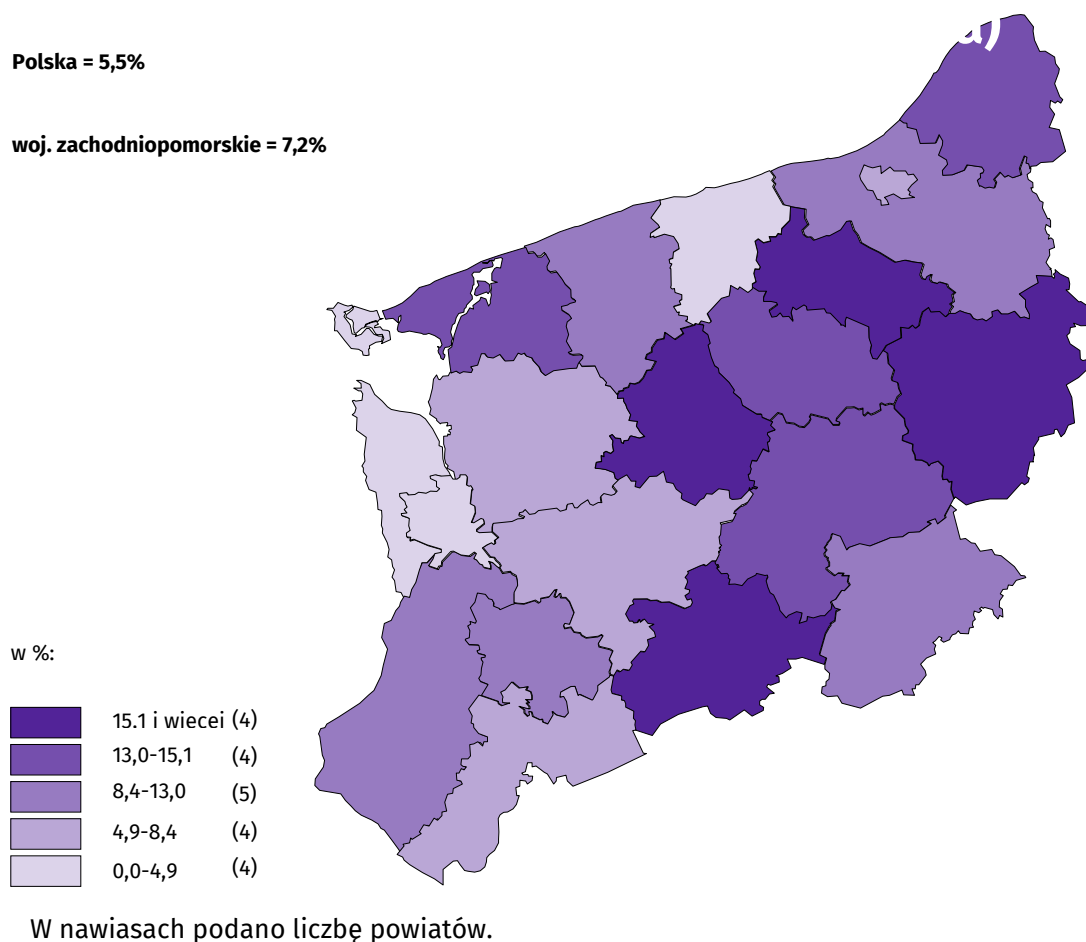 a)
Polska = 5,5%
woj. zachodniopomorskie = 7,2%
w %:
15.1 i wiecei (4)
13,0-15,1 (4)
8,4-13,0 (5)
4,9-8,4 (4)
0,0-4,9 (4)
W nawiasach podano liczbę powiatów.